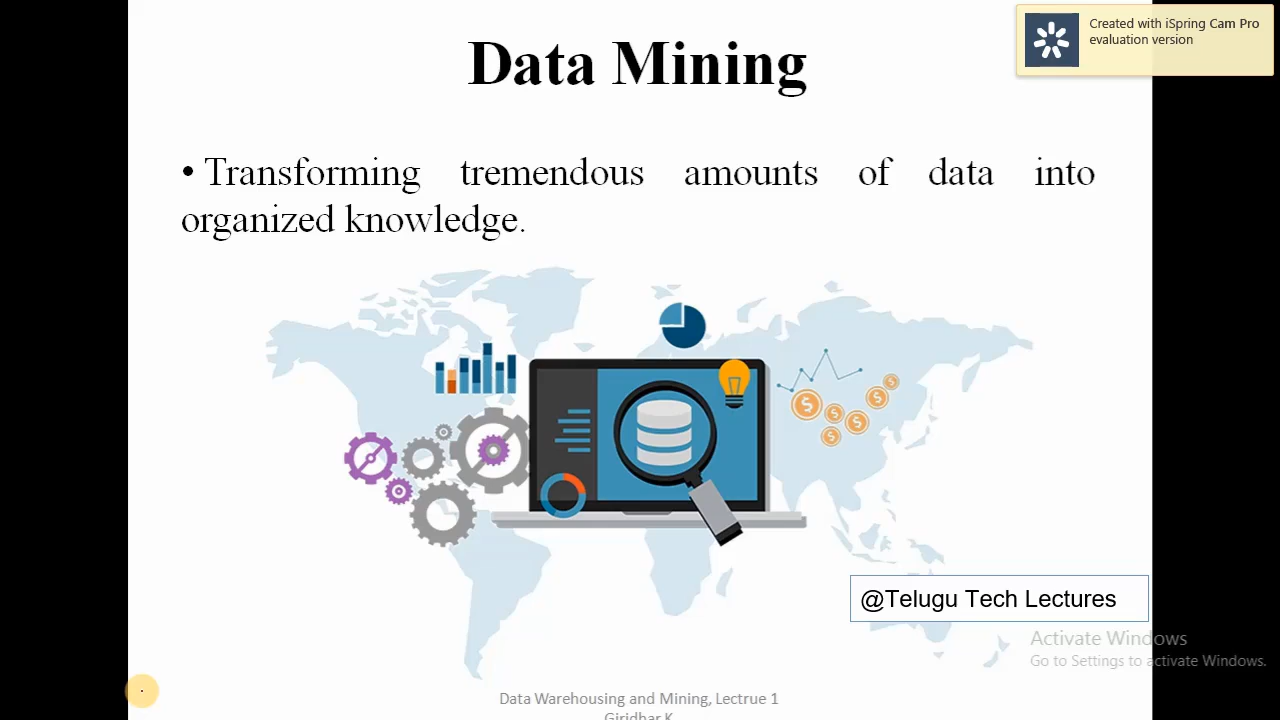 Created with iSpring Cam Pro
evaluation version
Data Mining
• Transforming tremendous amounts of data into
organized knowledge.
@Telugu Tech Lectures
Activate Windows
Go to Settings to activate Windows.
Data Warehousing and Mining, Lectrue 1
Giridhar K